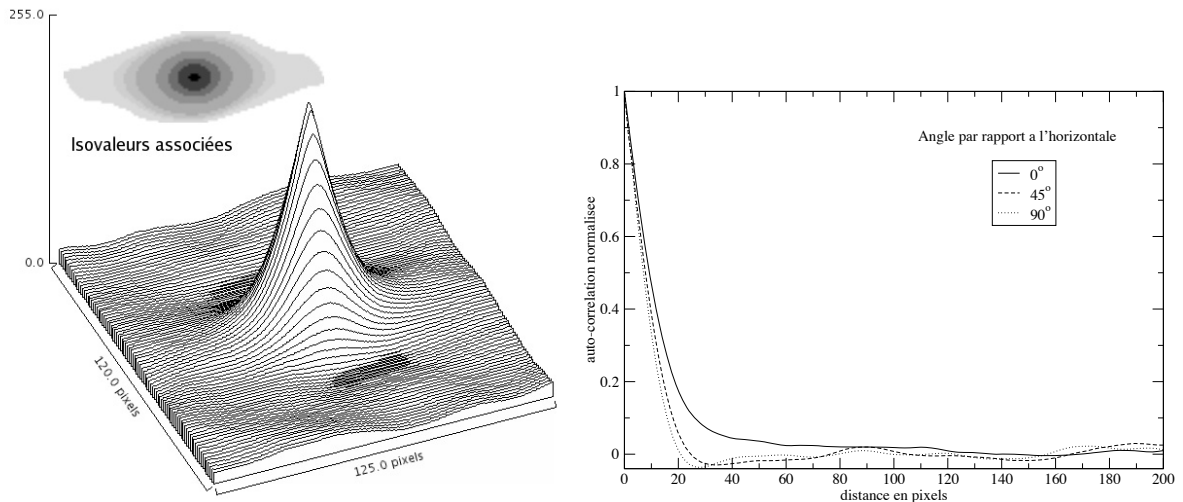 255.0
Isovaleurs associées
0.0
120.0 pixels
125.0 pixels
Angle par rapport a l'horizontale
0°
45°
90°
auto-correlation normalisee
1
0.8
0.6
0.4
0.2
0
0 20 40 60 80 100 120 140 160 180 200
distance en pixels